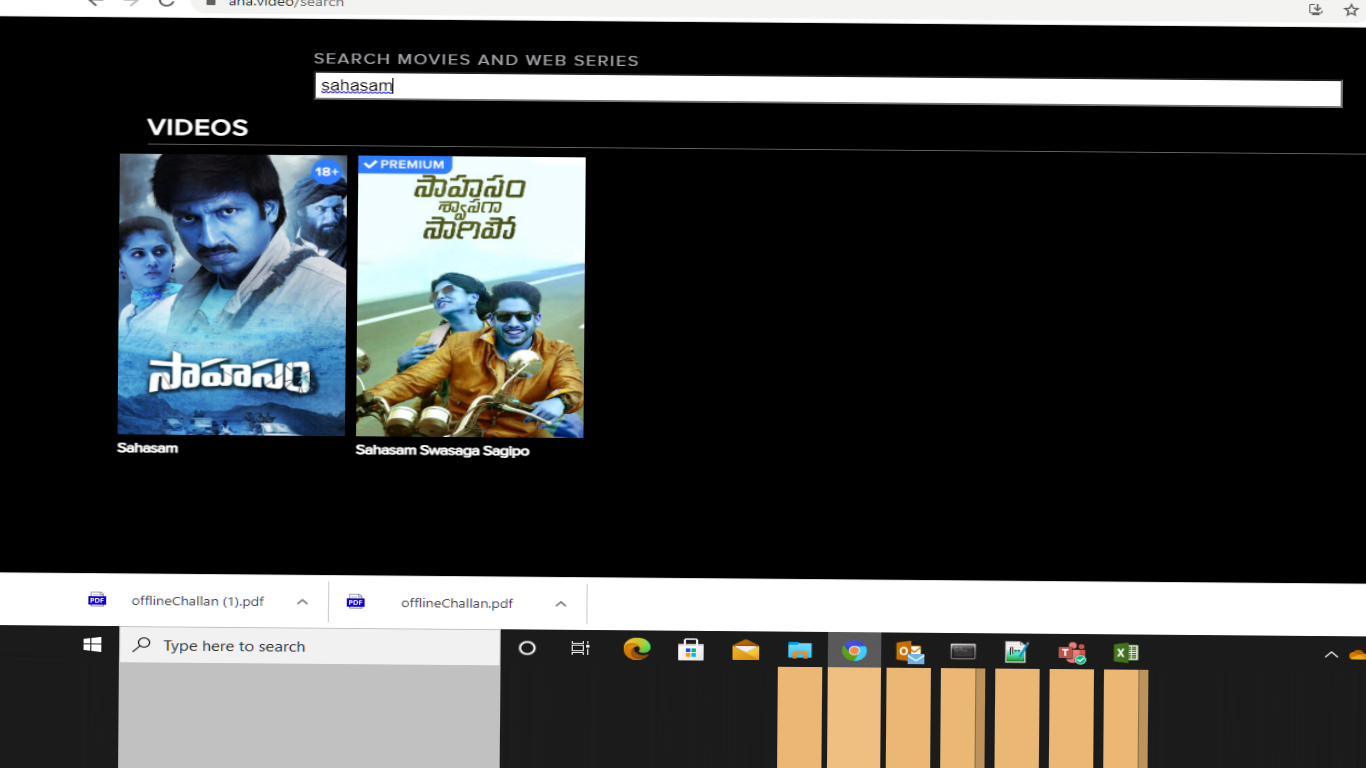 aha.video/search
SEARCH MOVIES AND WEB SERIES
sahasam
VIDEOS
18+
సాహసం
Sahasam
PREMIUM
సాహసం
శ్వాసగా
సాగిపో
Sahasam Swasaga Sagipo
offlineChallan (1).pdf
offlineChallan.pdf
Type here to search